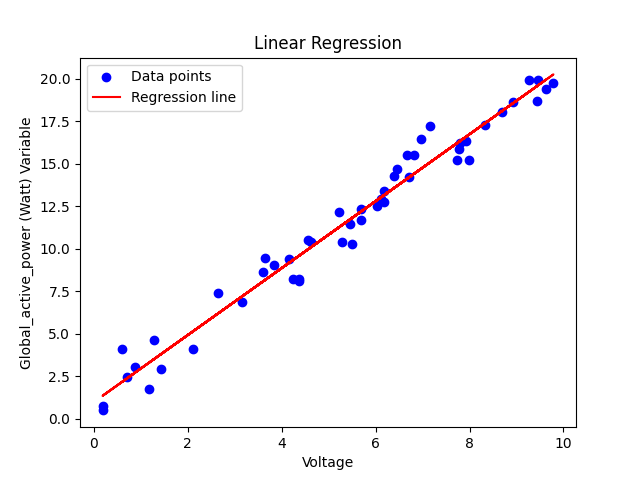 Linear Regression
Data points
Regression line
Global_active_power (Watt) Variable
20.0
17.5
15.0
12.5
10.0
7.5
5.0
2.5
0.0
0 2 4 6 8 10
Voltage